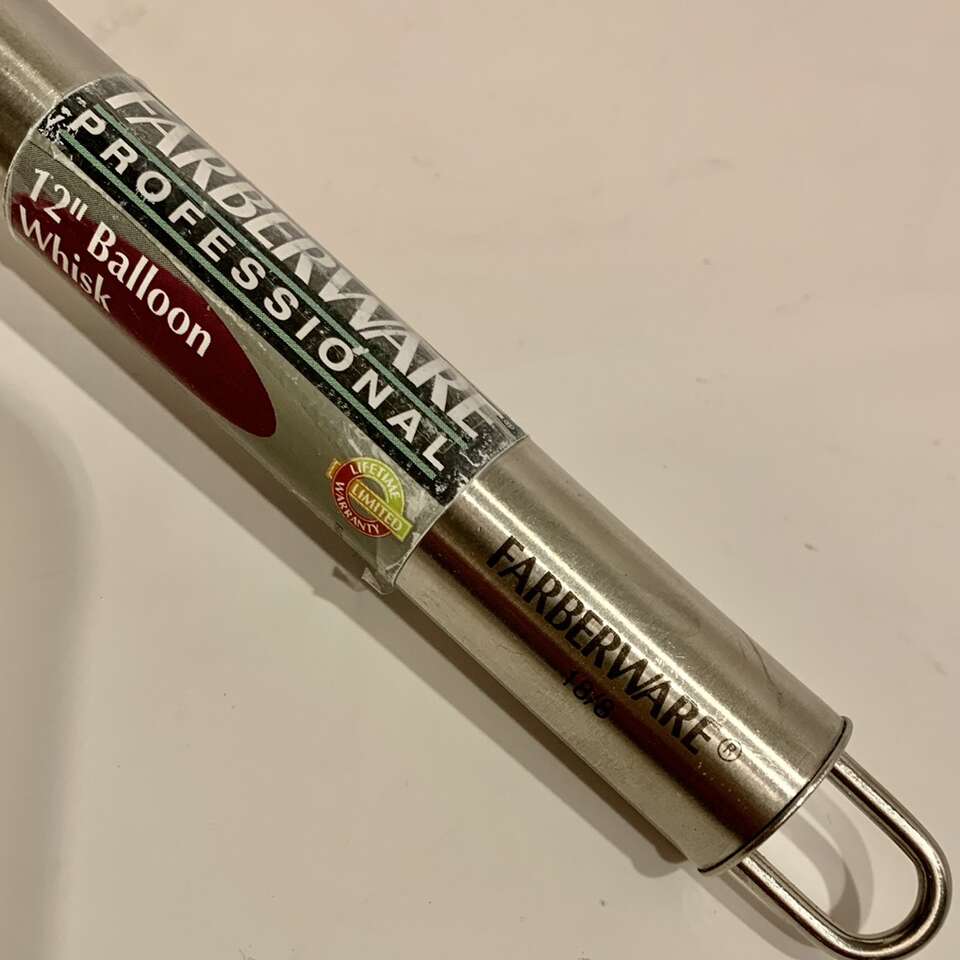 FARBERWARE
PROFESSIONAL
12" Balloon
Whisk
LIFETIME
LIMITED
WARRANTY
FARBERWARE®
18/8